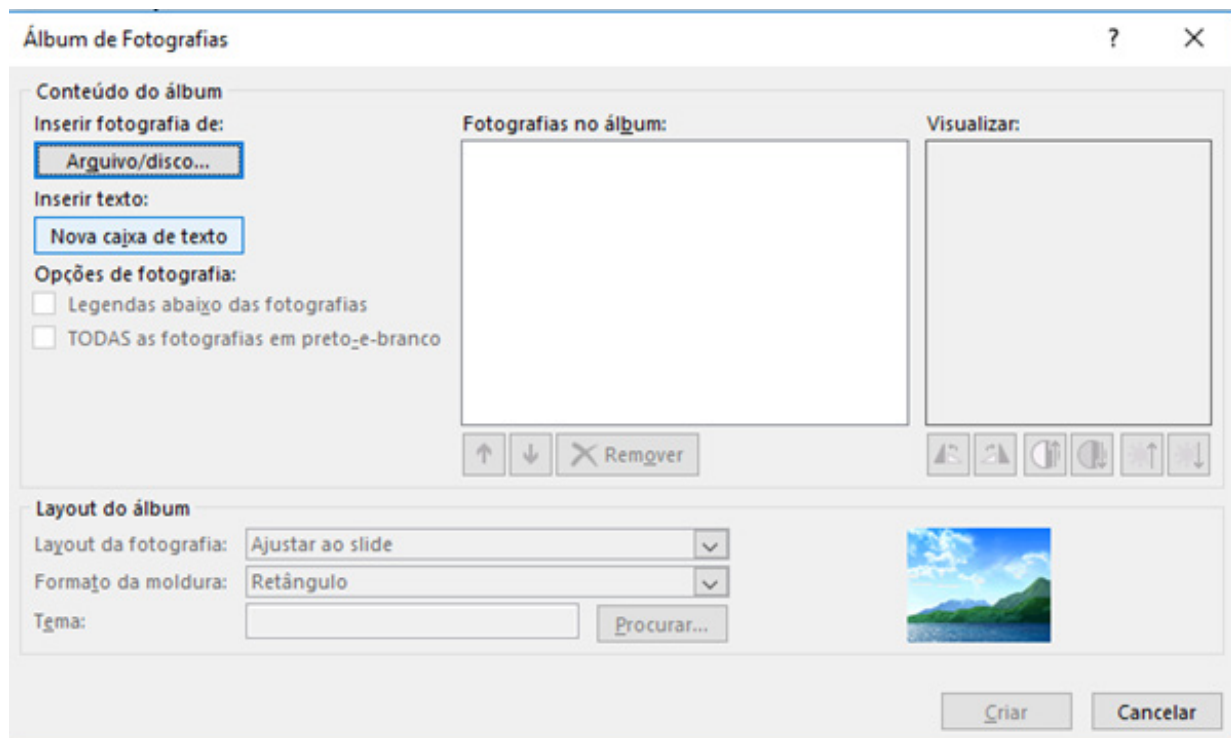 Álbum de Fotografias
?
Conteúdo do álbum
Inserir fotografia de:
Arquivo/disco...
Inserir texto:
Nova caixa de texto
Opções de fotografia:
Legendas abaixo das fotografias
TODAS as fotografias em preto-e-branco
Fotografias no álbum:
Remover
Visualizar:
Layout do álbum
Layout da fotografia: Ajustar ao slide
Formato da moldura: Retângulo
Tema: Procurar...
Criar Cancelar